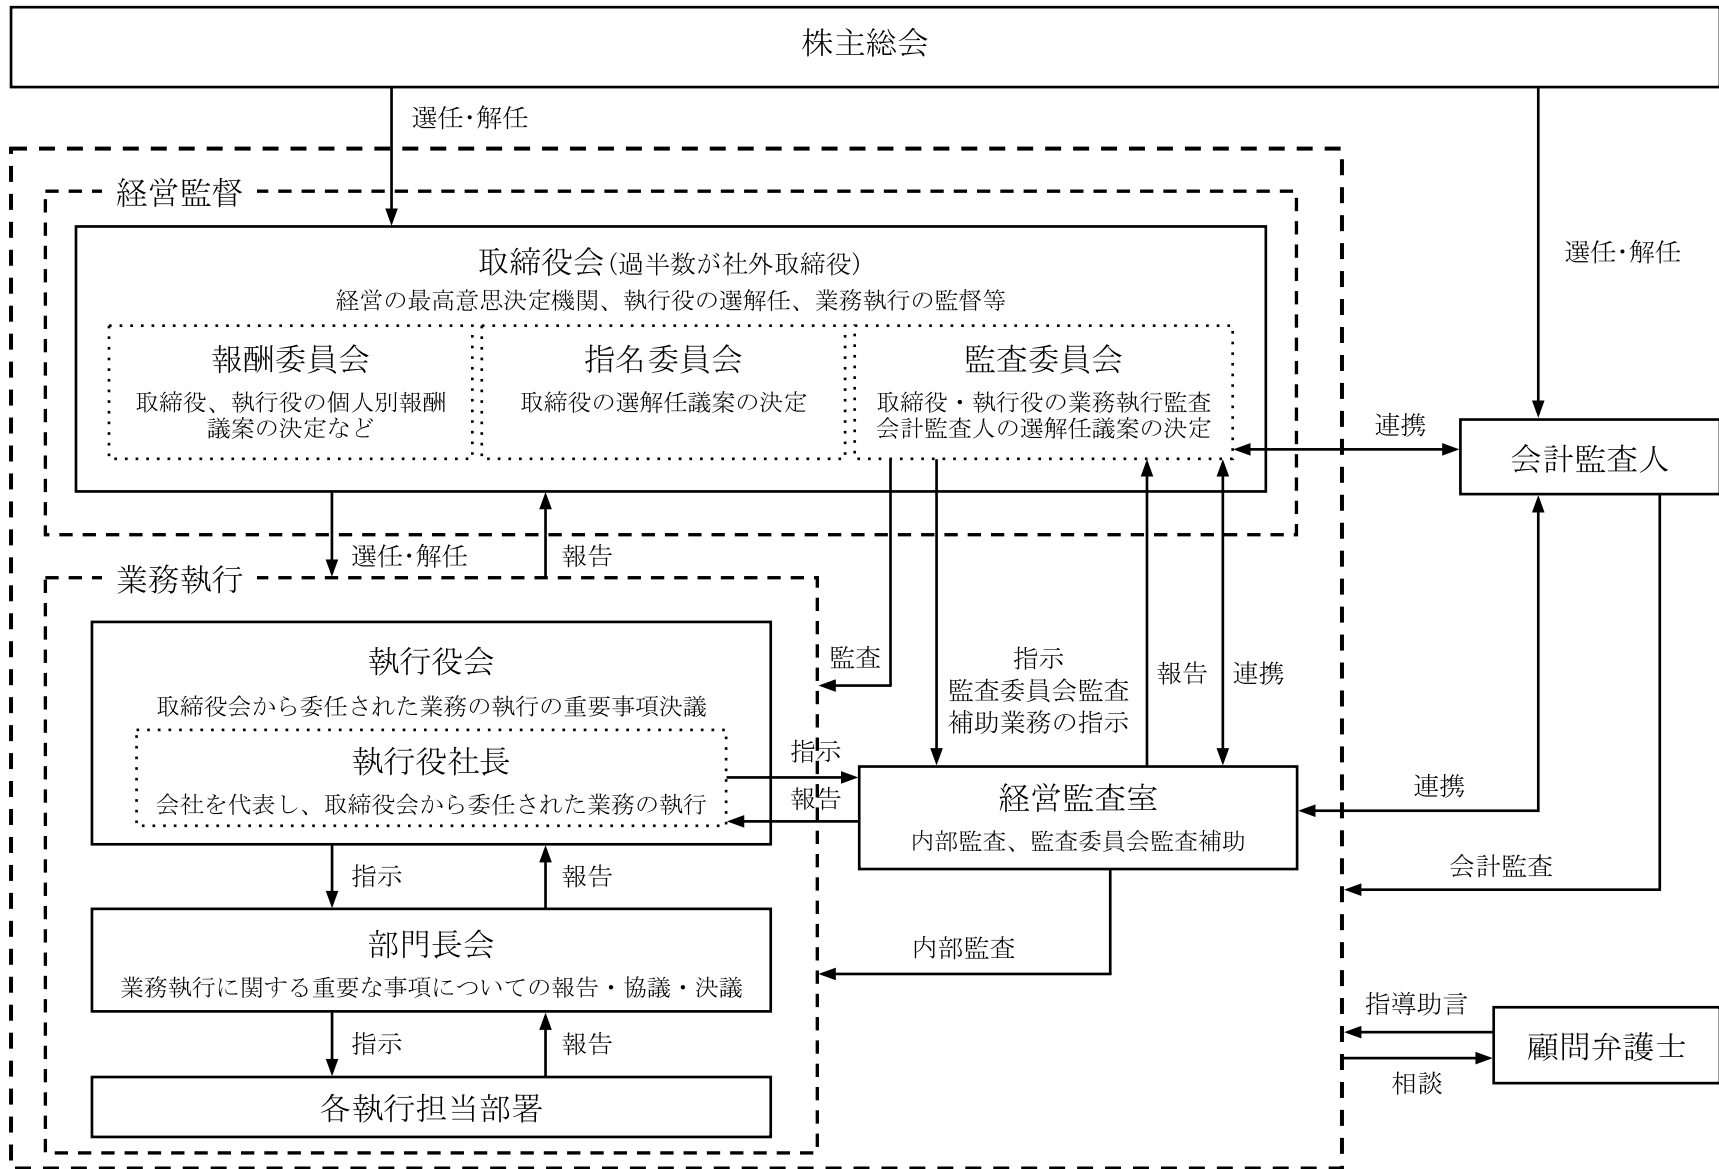 株主総会
選任・解任
経営監督
取締役会(過半数が社外取締役)
経営の最高意思決定機関、執行役の選解任、業務執行の監督等
報酬委員会
取締役、執行役の個人別報酬
議案の決定など
指名委員会
取締役の選解任議案の決定
監査委員会
取締役・執行役の業務執行監査
会計監査人の選解任議案の決定
選任・解任
連携
会計監査人
選任・解任
報告
業務執行
執行役会
取締役会から委任された業務の執行の重要事項決議
執行役社長
会社を代表し、取締役会から委任された業務の執行
監査
指示
監査委員会監査
補助業務の指示
報告
連携
指示
報告
経営監査室
内部監査、監査委員会監査補助
連携
会計監査
指示
報告
部門長会
業務執行に関する重要な事項についての報告・協議・決議
内部監査
指示
報告
各執行担当部署
指導助言
顧問弁護士
相談